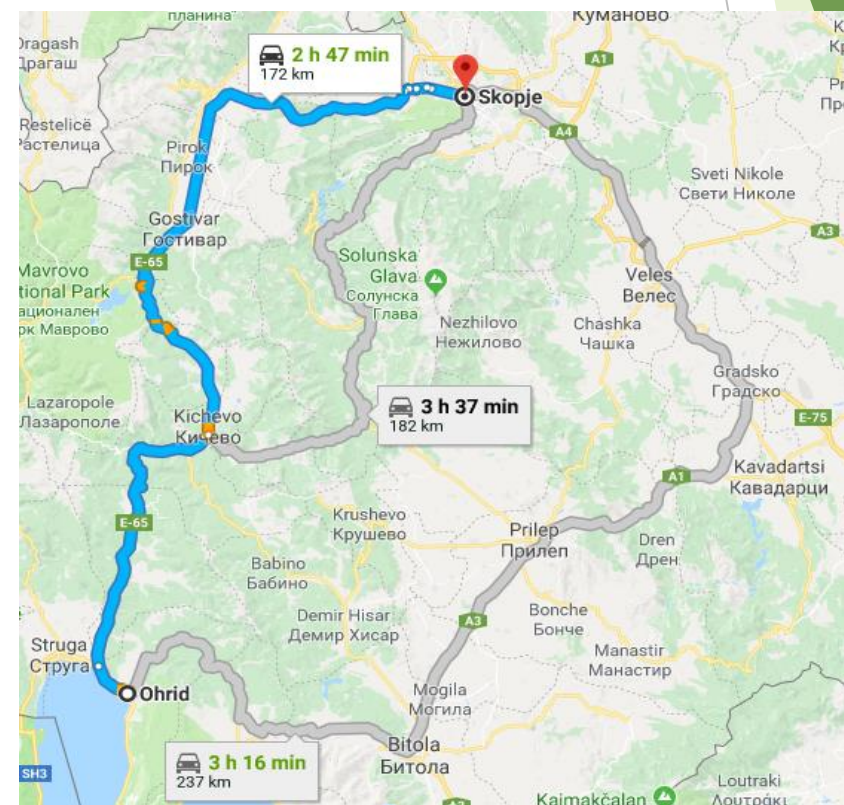 планина"
Куманово
Dragash
Драгаш
2 h 47 min
172 km
A1
Skopje
Restelicë
Растелица
A4
Pirok
Пирок
Sveti Nikole
Свети Николе
Gostivar
Гостивар
A3
E-65
Mavrovo
tional Park
ационален
рк Маврово
Solunska
Glava
Солунска
Глава
Veles
Велес
Nezhilovo
Нежилово
Chashka
Чашка
Gradsko
Градско
Lazaropole
Лазарополе
3 h 37 min
182 km
Kichevo
Кичево
E-75
Kavadartsi
Кавадарци
A1
E-65
Krushevo
Крушево
Prilep
Прилеп
Dren
Дрен
Babino
Бабино
Demir Hisar
Демир Хисар
A3
Bonche
Бонче
Struga
Струга
Manastir
Манастир
Ohrid
Mogila
Могила
Bitola
Битола
3 h 16 min
237 km
SH3
Loutraki
Λουτράκι
Kaimakčalan